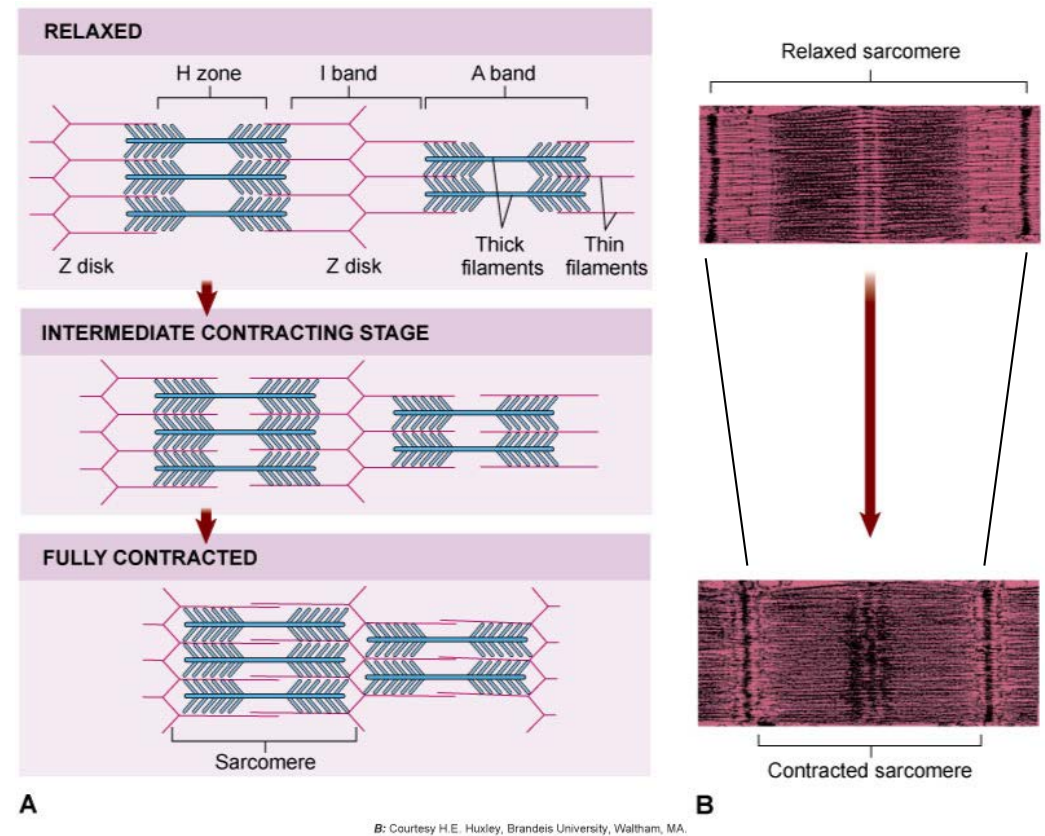 RELAXED
H zone
I band
A band
Z disk
Z disk
Thick
filaments
Thin
filaments
INTERMEDIATE CONTRACTING STAGE
FULLY CONTRACTED
Sarcomere
A
Relaxed sarcomere
Contracted sarcomere
B
B: Courtesy H.E. Huxley, Brandeis University, Waltham, MA.